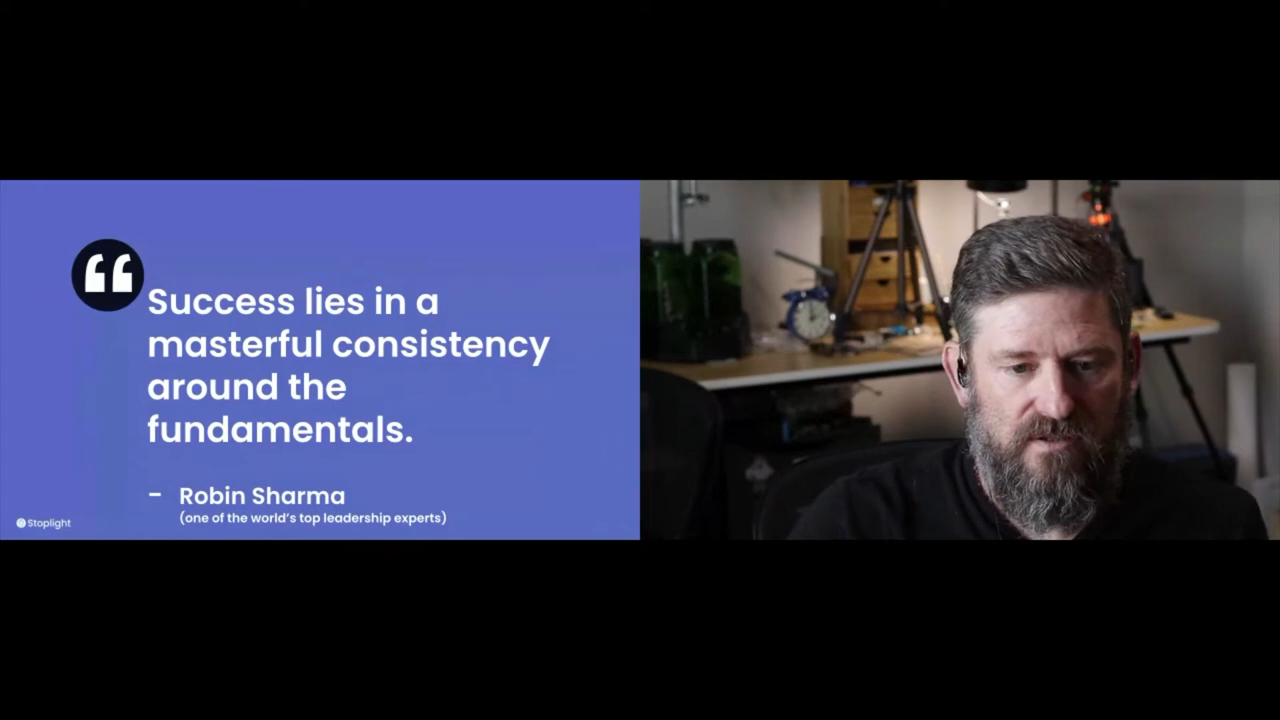 Success lies in a
masterful consistency
around the
fundamentals.
– Robin Sharma
(one of the world's top leadership experts)
Stoplight